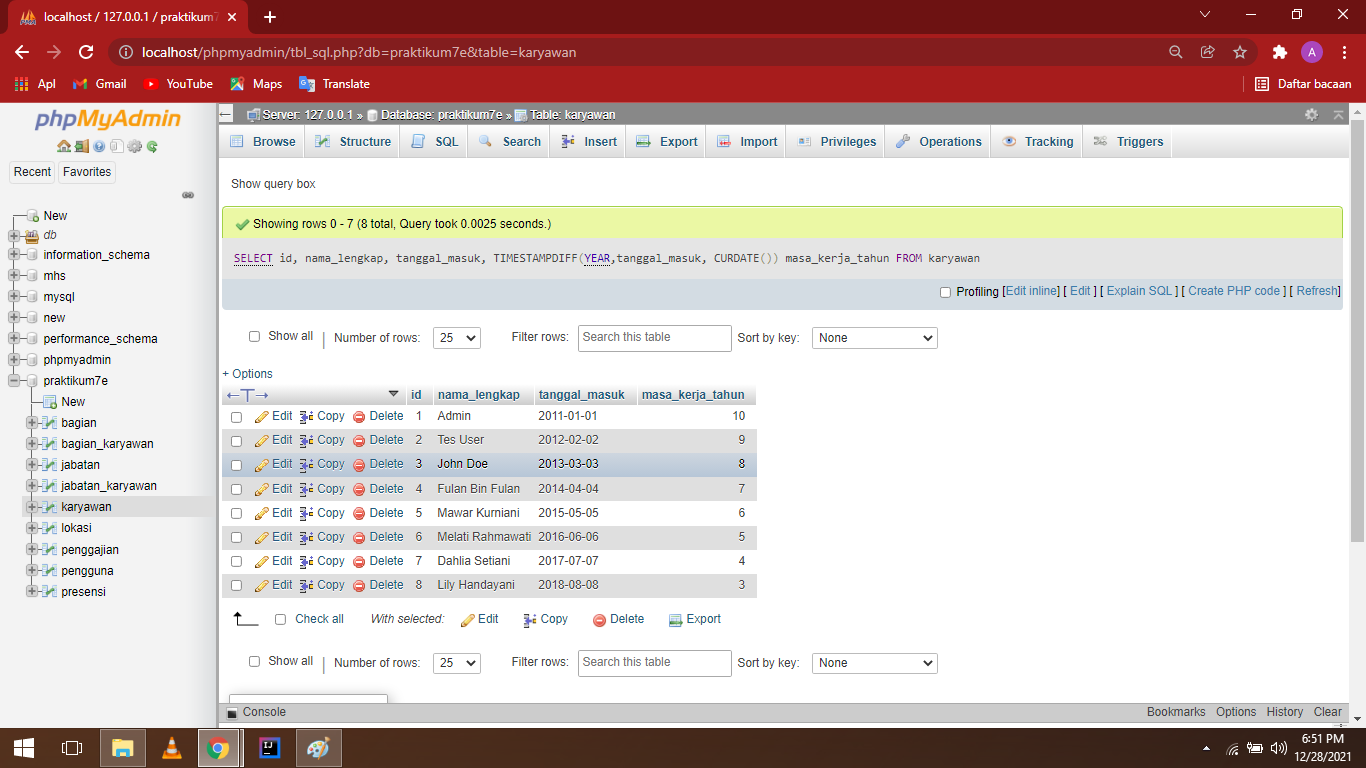 localhost / 127.0.0.1 / praktikum7
localhost/phpmyadmin/tbl_sql.php?db=praktikum7e&table=karyawan
A
Apl Gmail YouTube Maps Translate Daftar bacaan
phpMyAdmin
Recent Favorites
New
db
information_schema
mhs
mysql
new
performance_schema
phpmyadmin
praktikum7e
New
bagian
bagian_karyawan
jabatan
jabatan_karyawan
karyawan
lokasi
penggajian
pengguna
presensi
Server: 127.0.0.1 » Database: praktikum7e » Table: karyawan
Browse Structure SQL Search Insert Export Import Privileges Operations Tracking Triggers
Show query box
Showing rows 0 - 7 (8 total, Query took 0.0025 seconds.)
SELECT id, nama_lengkap, tanggal_masuk, TIMESTAMPDIFF(YEAR,tanggal_masuk, CURDATE()) masa_kerja_tahun FROM karyawan
Profiling [Edit inline] [ Edit ] [ Explain SQL ] [ Create PHP code ] [ Refresh]
Show all | Number of rows: 25 Filter rows: Search this table Sort by key: None
+ Options
←T→ id nama_lengkap tanggal_masuk masa_kerja_tahun
Edit Copy Delete 1 Admin 2011-01-01 10
Edit Copy Delete 2 Tes User 2012-02-02 9
Edit Copy Delete 3 John Doe 2013-03-03 8
Edit Copy Delete 4 Fulan Bin Fulan 2014-04-04 7
Edit Copy Delete 5 Mawar Kurniani 2015-05-05 6
Edit Copy Delete 6 Melati Rahmawati 2016-06-06 5
Edit Copy Delete 7 Dahlia Setiani 2017-07-07 4
Edit Copy Delete 8 Lily Handayani 2018-08-08 3
Check all With selected: Edit Copy Delete Export
Show all | Number of rows: 25 Filter rows: Search this table Sort by key: None
Console Bookmarks Options History Clear
6:51 PM
12/28/2021